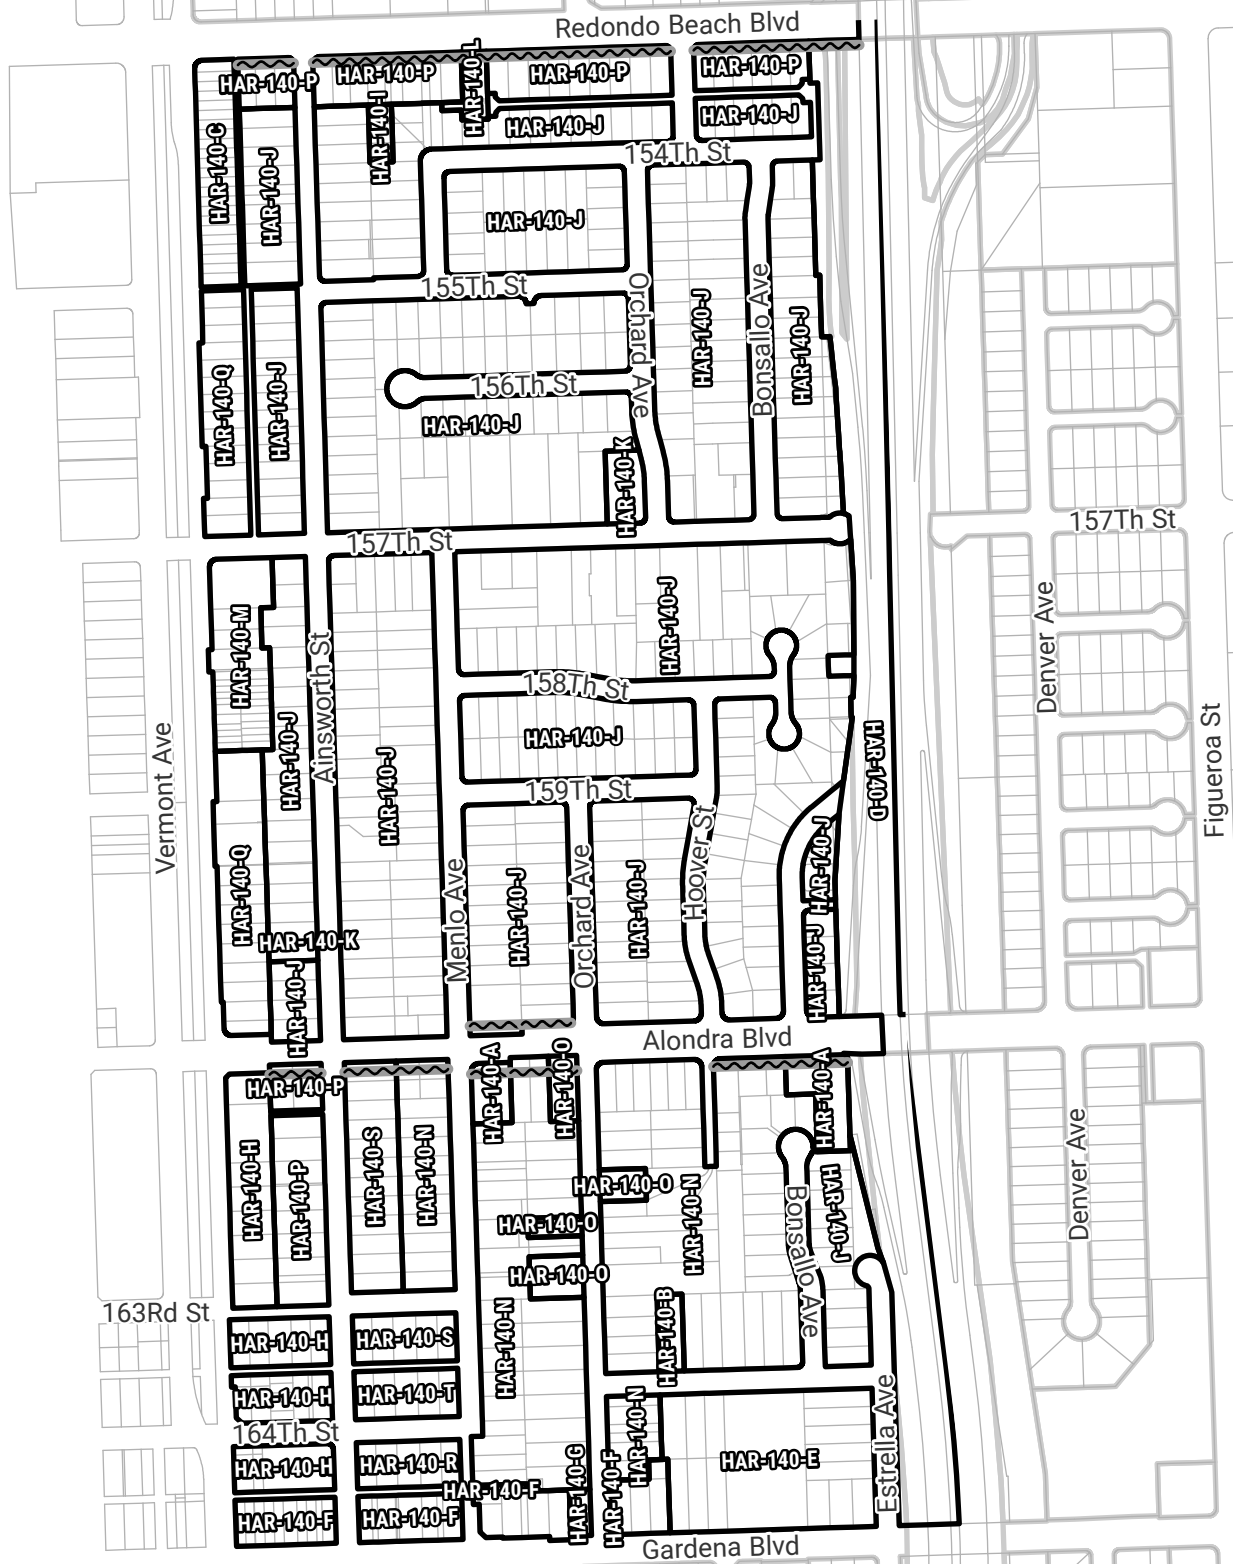 Redondo Beach Blvd
HAR-140-P
HAR-140-P
HAR-140-L
HAR-140-P
HAR-140-P
HAR-140-C
HAR-140-J
HAR-140-I
HAR-140-J
HAR-140-J
154Th St
HAR-140-J
155Th St
Orchard Ave
HAR-140-J
Bonsallo Ave
HAR-140-J
HAR-140-Q
HAR-140-J
156Th St
HAR-140-J
HAR-140-K
157Th St
157Th St
HAR-140-M
Ainsworth St
HAR-140-J
HAR-140-J
Denver Ave
158Th St
HAR-140-J
HAR-140-J
HAR-140-D
Vermont Ave
Figueroa St
159Th St
HAR-140-J
HAR-140-Q
HAR-140-K
HAR-140-J
Menlo Ave
HAR-140-J
Orchard Ave
HAR-140-J
Hoover St
HAR-140-J
HAR-140-J
Alondra Blvd
HAR-140-P
HAR-140-A
HAR-140-O
HAR-140-A
HAR-140-H
HAR-140-P
HAR-140-S
HAR-140-N
HAR-140-O
HAR-140-O
HAR-140-O
HAR-140-N
Bonsallo Ave
HAR-140-J
Denver Ave
163Rd St
HAR-140-H
HAR-140-S
HAR-140-N
HAR-140-B
HAR-140-H
HAR-140-T
164Th St
HAR-140-H
HAR-140-R
HAR-140-F
HAR-140-G
HAR-140-F
HAR-140-N
HAR-140-E
Estrella Ave
HAR-140-F
HAR-140-F
Gardena Blvd